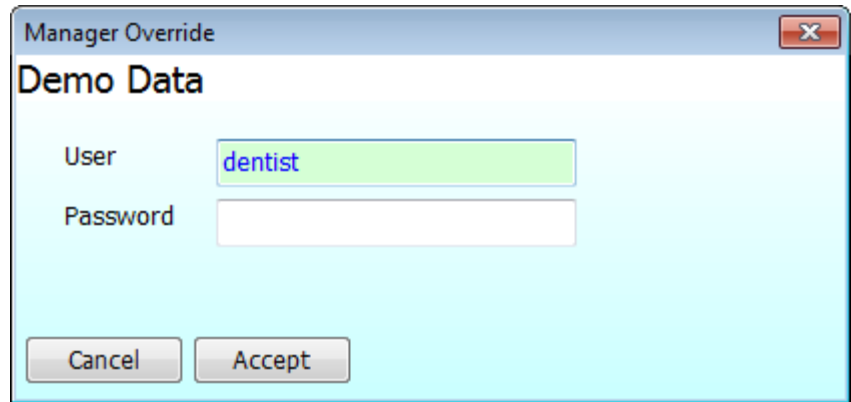 Manager Override
Demo Data
User
dentist
Password
Cancel
Accept